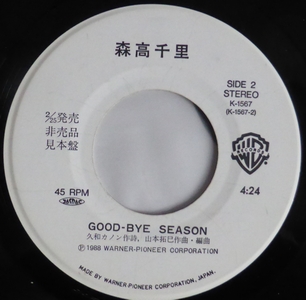 森高千里
SIDE 2
STEREO
K-1567
(K-1567-2)
2/25発売
非売品
見本盤
45 RPM
4:24
GOOD-BYE SEASON
久和カノン作詩，山本拓巳作曲・編曲
Ⓟ1988 WARNER-PIONEER CORPORATION
MADE BY WARNER-PIONEER CORPORATION, JAPAN.